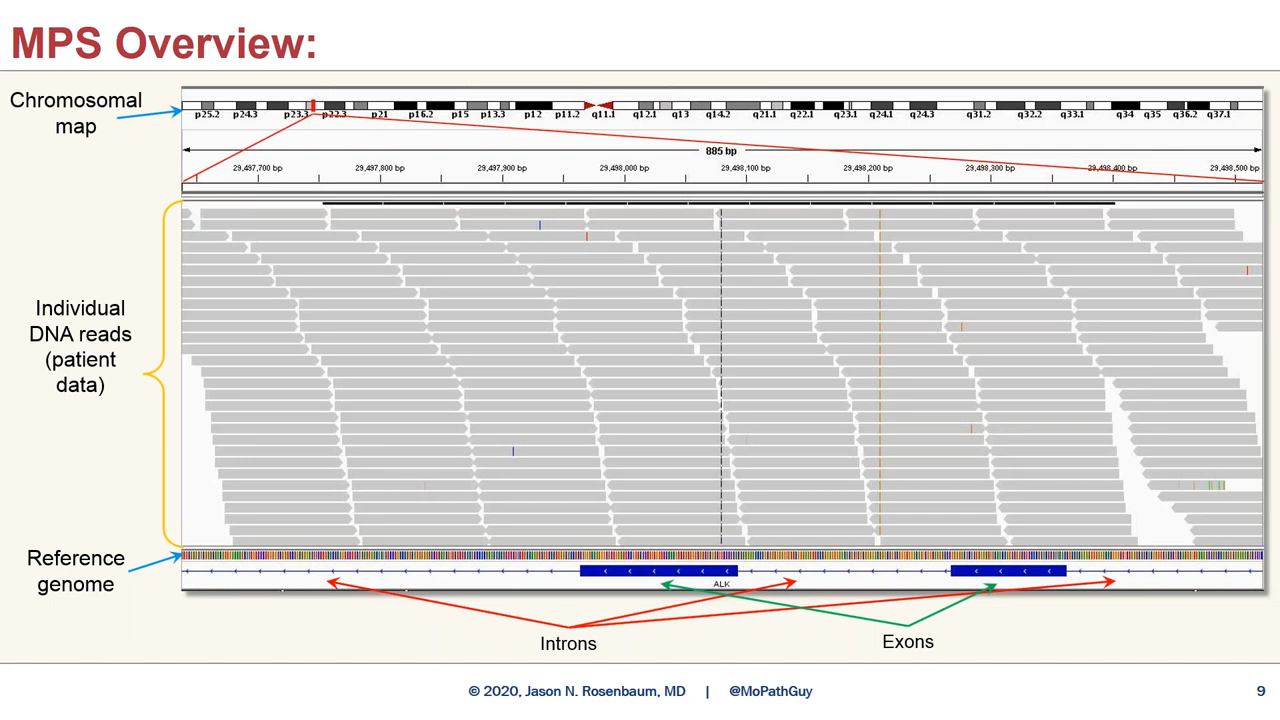 MPS Overview:
Chromosomal
map
p25.2 p24.3 p23.3 p22.3 p21 p16.2 p15 p13.3 p12 p11.2 q11.1 q12.1 q13 q14.2 q21.1 q22.1 q23.1 q24.1 q24.3 q31.2 q32.2 q33.1 q34 q35 q36.2 q37.1
885 bp
29,497,700 bp 29,497,800 bp 29,497,900 bp 29,498,000 bp 29,498,100 bp 29,498,200 bp 29,498,300 bp 29,498,400 bp 29,498,500 bp
Individual
DNA reads
(patient
data)
Reference
genome
ALK
Introns
Exons
© 2020, Jason N. Rosenbaum, MD | @MoPathGuy
9